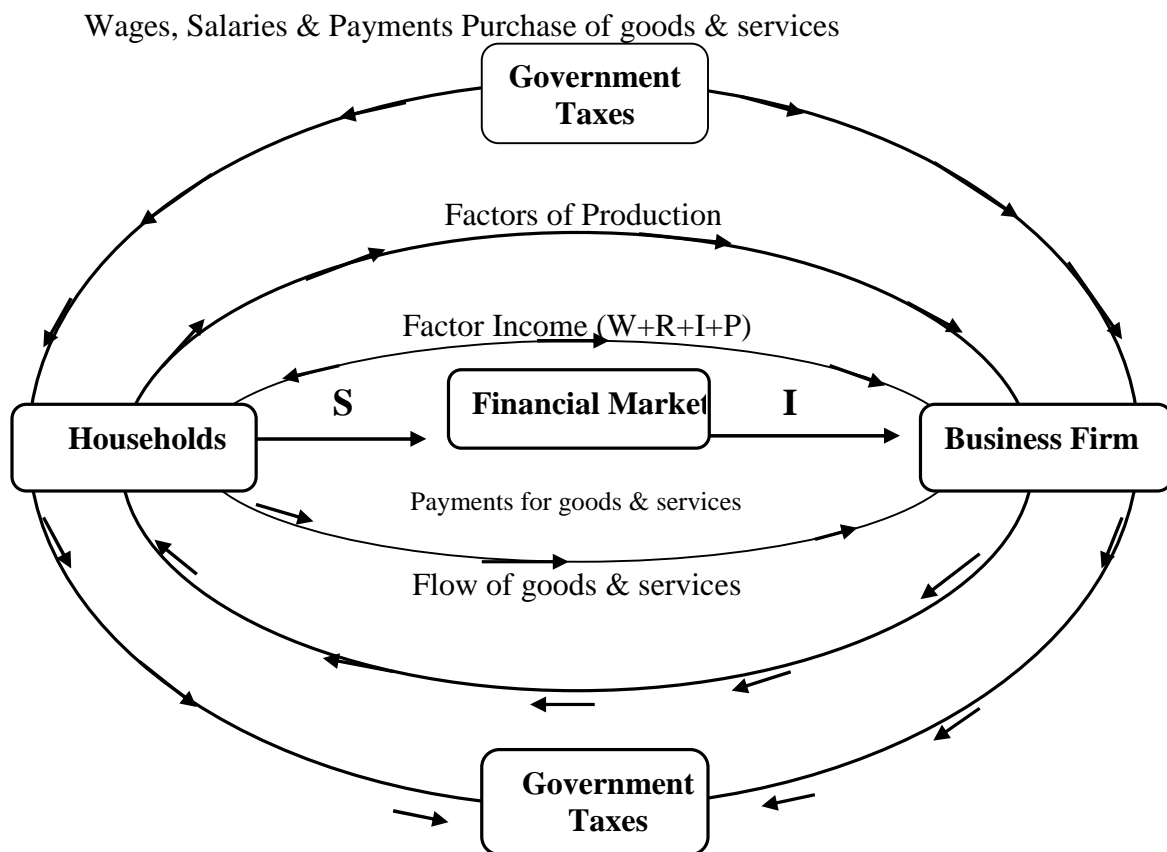 Wages, Salaries & Payments Purchase of goods & services
Government
Taxes
Factors of Production
Factor Income (W+R+I+P)
S
Financial Market
I
Households
Business Firm
Payments for goods & services
Flow of goods & services
Government
Taxes